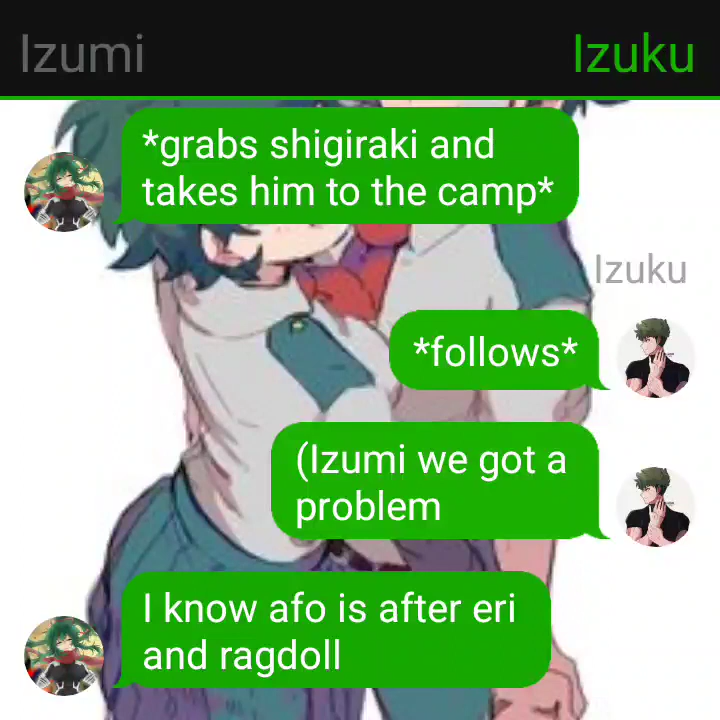 Izumi
Izuku
*grabs shigiraki and
takes him to the camp*
Izuku
*follows*
(Izumi we got a
problem
I know afo is after eri
and ragdoll